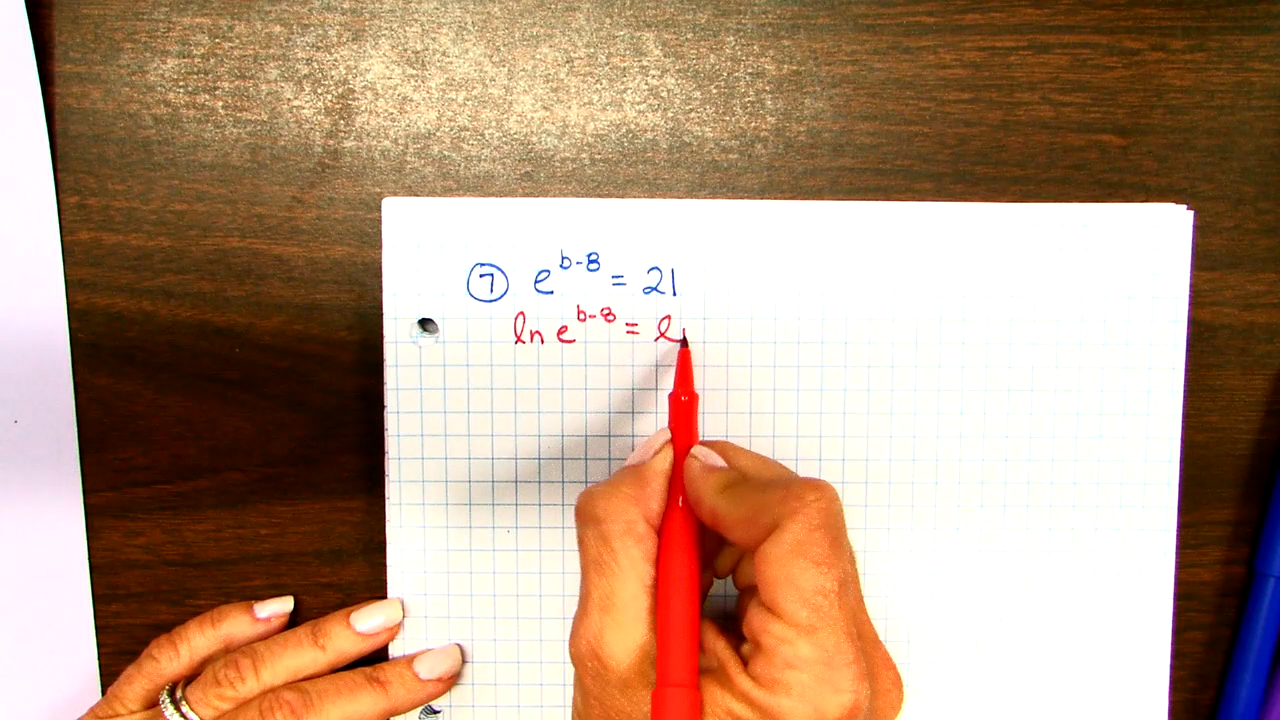 ⑦ e^{b-8} = 21
ln e^{b-8} = l